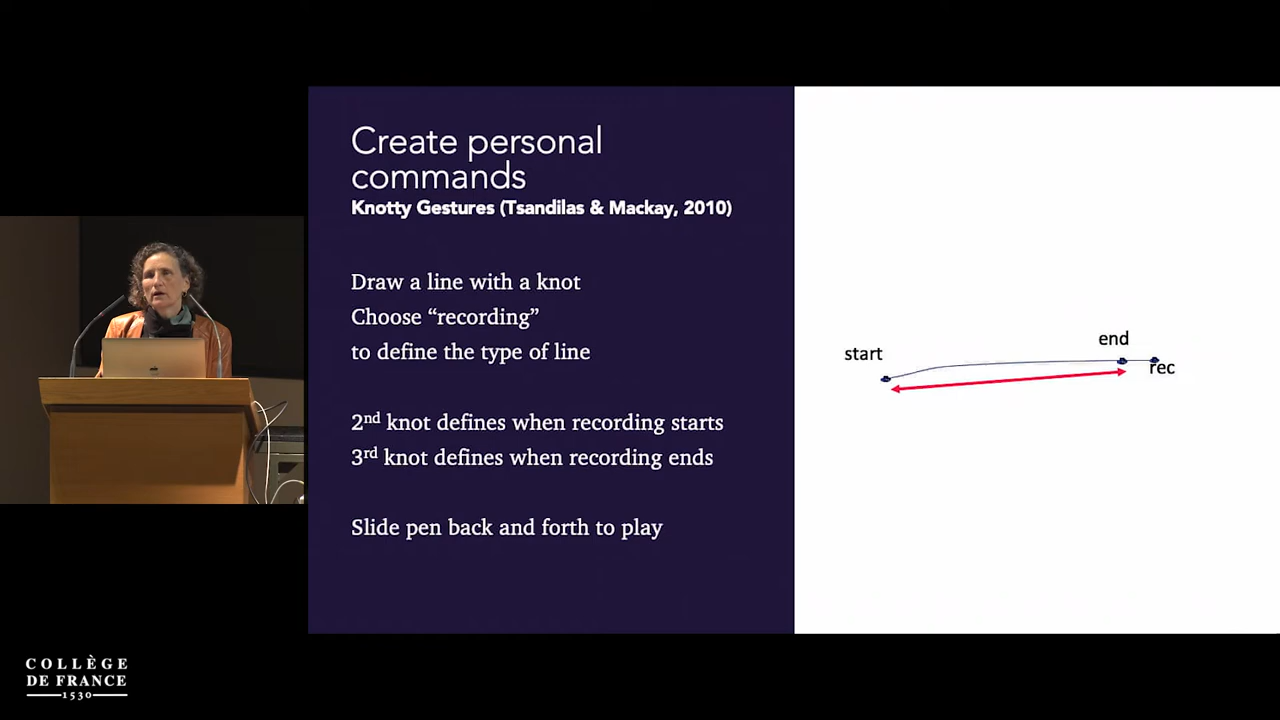 Create personal
commands
Knotty Gestures (Tsandilas & Mackay, 2010)
Draw a line with a knot
Choose “recording”
to define the type of line
2nd knot defines when recording starts
3rd knot defines when recording ends
Slide pen back and forth to play
start
end
rec
COLLÈGE
DE FRANCE
1530